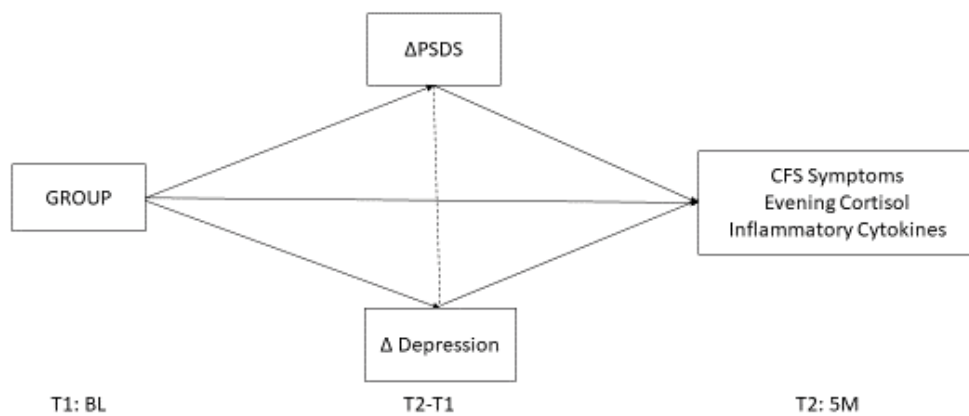 ΔPSDS
GROUP
CFS Symptoms
Evening Cortisol
Inflammatory Cytokines
Δ Depression
T1: BL
T2-T1
T2: 5M